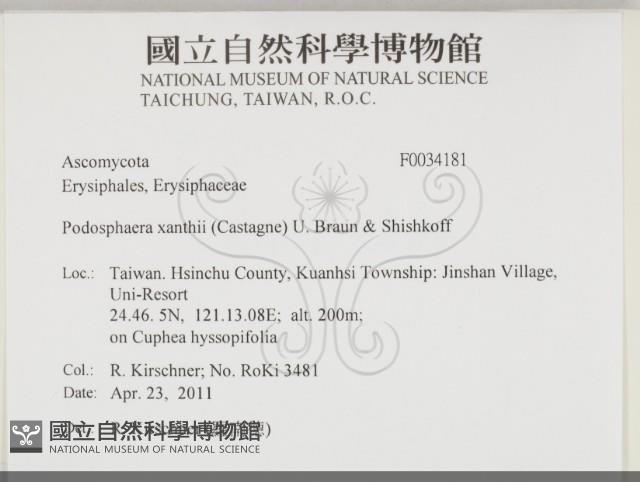 國立自然科學博物館
NATIONAL MUSEUM OF NATURAL SCIENCE
TAICHUNG, TAIWAN, R.O.C.
Ascomycota F0034181
Erysiphales, Erysiphaceae
Podosphaera xanthii (Castagne) U. Braun & Shishkoff
Loc.: Taiwan. Hsinchu County, Kuanhsi Township: Jinshan Village,
Uni-Resort
24.46. 5N, 121.13.08E; alt. 200m;
on Cuphea hyssopifolia
Col.: R. Kirschner; No. RoKi 3481
Date: Apr. 23, 2011
國立自然科學博物館
NATIONAL MUSEUM OF NATURAL SCIENCE